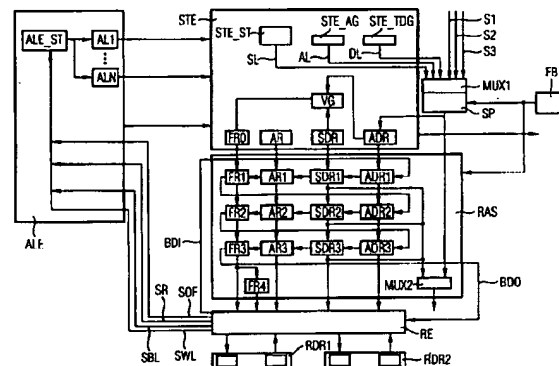 STE
STE_ST
STE_AG
STE_TDG
S1
S2
S3
ALE_ST
AL1
ALN
SL
AL
DL
MUX1
SP
FB
VG
FR0
AR
SDR
ADR
FR1
AR1
SDR1
ADR1
RAS
FR2
AR2
SDR2
ADR2
BDI
FR3
AR3
SDR3
ADR3
ALE
FR4
MUX2
BDO
SR
SOF
RE
SBL
SWL
RDR1
RDR2